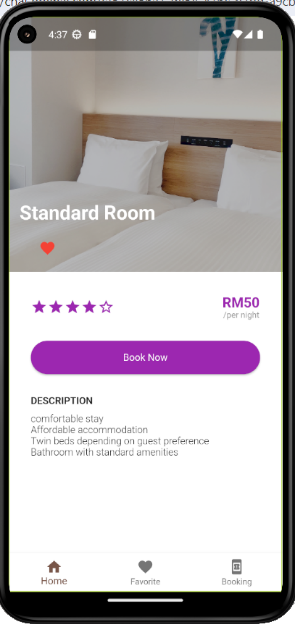 4:37
Standard Room
RM50
/per night
Book Now
DESCRIPTION
comfortable stay
Affordable accommodation
Twin beds depending on guest preference
Bathroom with standard amenities
Home
Favorite
Booking